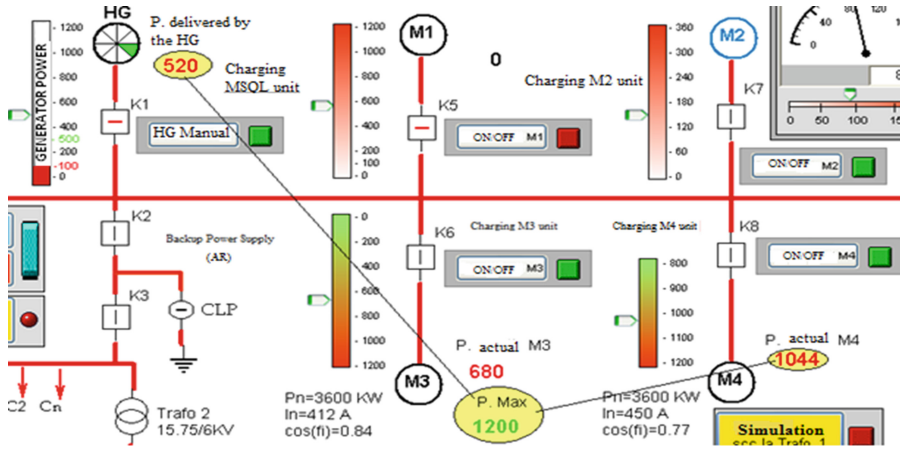 HG
P. delivered by
the HG
520
GENERATOR POWER
1200
1000
800
600
400
500
200
-100
0
K1
HG Manual
Charging
MSQL unit
1200
1000
800
600
400
200
100
0
M1
0
K5
ON/OFF M1
Charging M2 unit
360
300
240
180
120
60
0
M2
K7
ON/OFF M2
0
40
80
120
0
50
100
K2
Backup Power Supply
(AR)
K3
CLP
C2
Cn
Trafo 2
15.75/6KV
0
200
400
600
800
1000
1200
K6
Charging M3 unit
ON/OFF M3
M3
Pn=3600 KW
In=412 A
cos(fi)=0.84
P. actual M3
680
P. Max
1200
Charging M4 unit
800
900
1000
1100
1200
K8
ON/OFF M4
M4
Pn=3600 KW
In=450 A
cos(fi)=0.77
P. actual M4
1044
Simulation
scc la Trafo 1